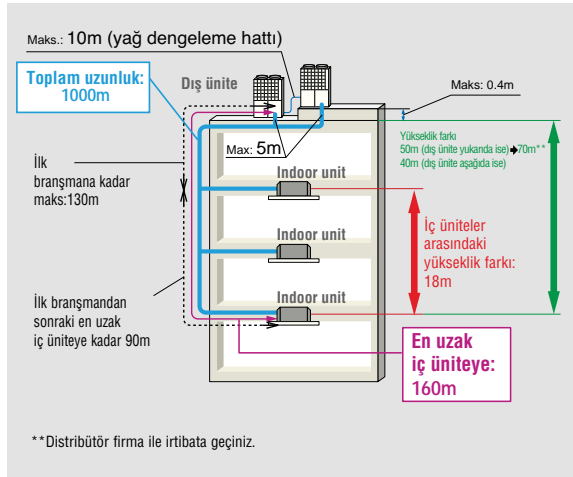 Maks.: 10m (yağ dengeleme hattı)
Toplam uzunluk:
1000m
Dış ünite
Maks: 0.4m
Max: 5m
Yükseklik farkı
50m (dış ünite yukarıda ise)➧70m**
40m (dış ünite aşağıda ise)
İlk
branşmana kadar
maks:130m
Indoor unit
Indoor unit
Indoor unit
İç üniteler
arasındaki
yükseklik farkı:
18m
İlk branşmandan
sonraki en uzak
iç üniteye kadar 90m
En uzak
iç üniteye:
160m
**Distribütör firma ile irtibata geçiniz.